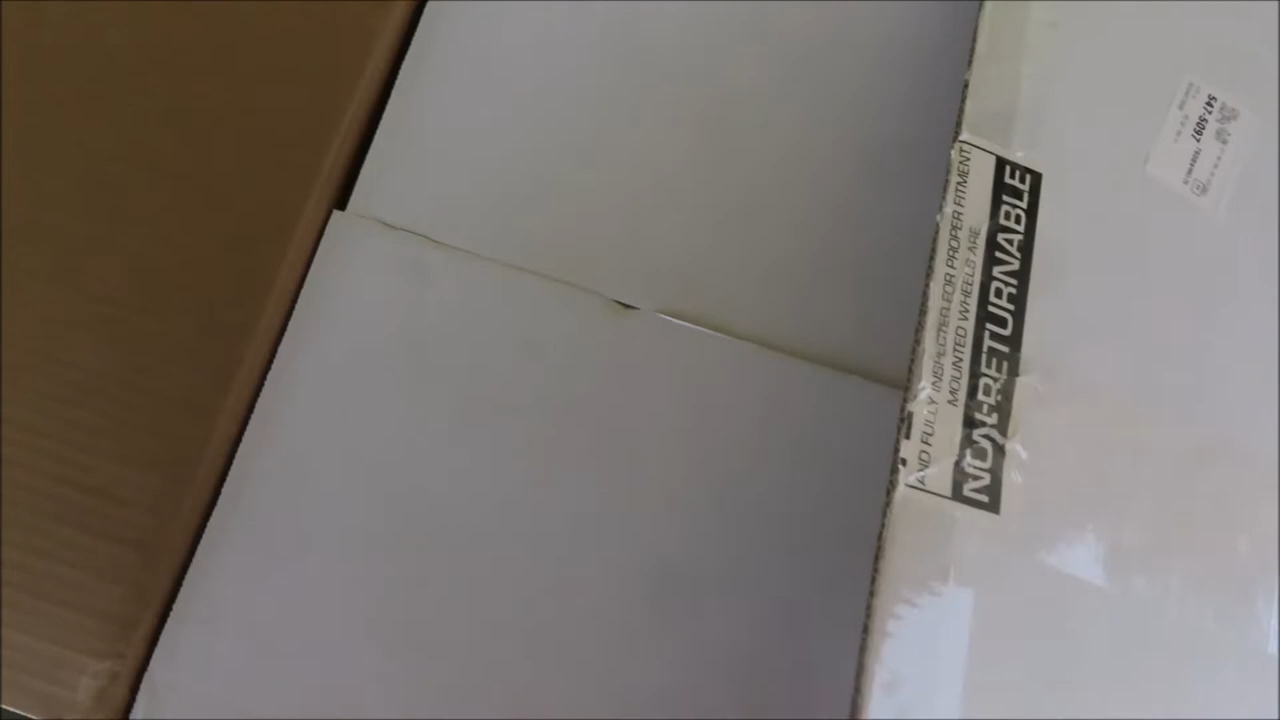 AND FULLY INSPECTED FOR PROPER FITMENT
MOUNTED WHEELS ARE
NON-RETURNABLE
547-5097